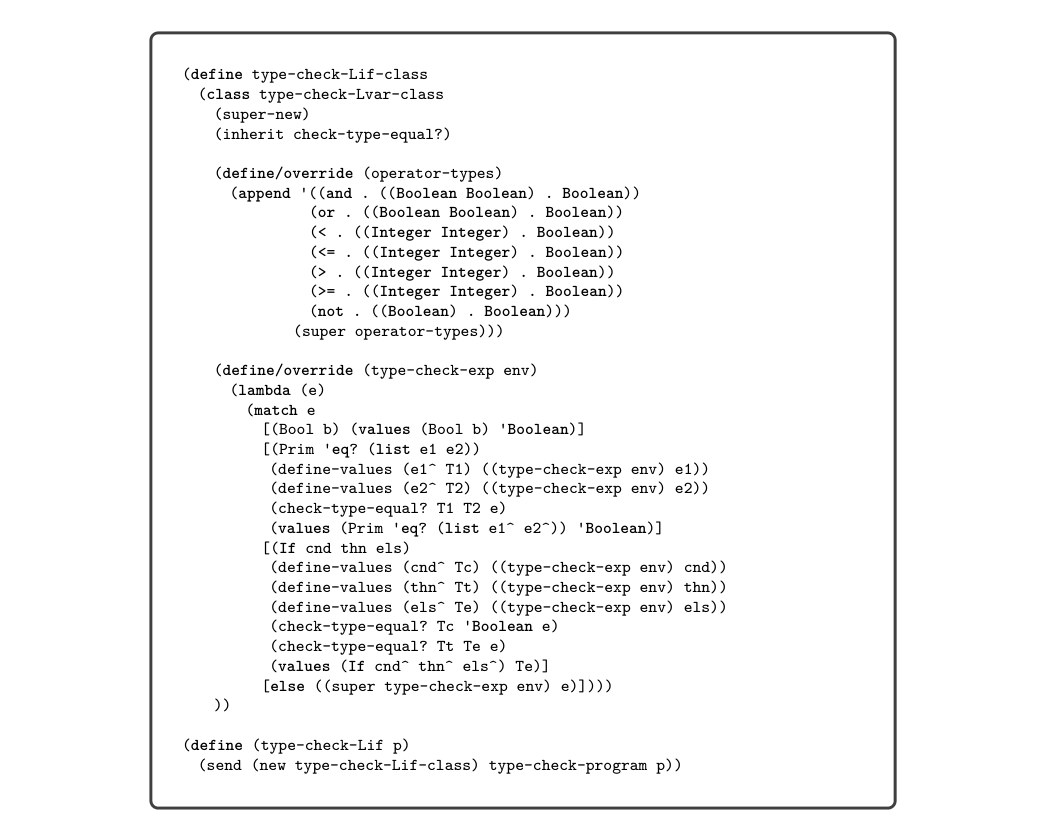 (define type-check-Lif-class
  (class type-check-Lvar-class
    (super-new)
    (inherit check-type-equal?)

    (define/override (operator-types)
      (append '((and . ((Boolean Boolean) . Boolean))
                (or . ((Boolean Boolean) . Boolean))
                (< . ((Integer Integer) . Boolean))
                (<= . ((Integer Integer) . Boolean))
                (> . ((Integer Integer) . Boolean))
                (>= . ((Integer Integer) . Boolean))
                (not . ((Boolean) . Boolean)))
              (super operator-types)))

    (define/override (type-check-exp env)
      (lambda (e)
        (match e
          [(Bool b) (values (Bool b) 'Boolean)]
          [(Prim 'eq? (list e1 e2))
           (define-values (e1^ T1) ((type-check-exp env) e1))
           (define-values (e2^ T2) ((type-check-exp env) e2))
           (check-type-equal? T1 T2 e)
           (values (Prim 'eq? (list e1^ e2^)) 'Boolean)]
          [(If cnd thn els)
           (define-values (cnd^ Tc) ((type-check-exp env) cnd))
           (define-values (thn^ Tt) ((type-check-exp env) thn))
           (define-values (els^ Te) ((type-check-exp env) els))
           (check-type-equal? Tc 'Boolean e)
           (check-type-equal? Tt Te e)
           (values (If cnd^ thn^ els^) Te)]
          [else ((super type-check-exp env) e)])))
    ))

(define (type-check-Lif p)
  (send (new type-check-Lif-class) type-check-program p))